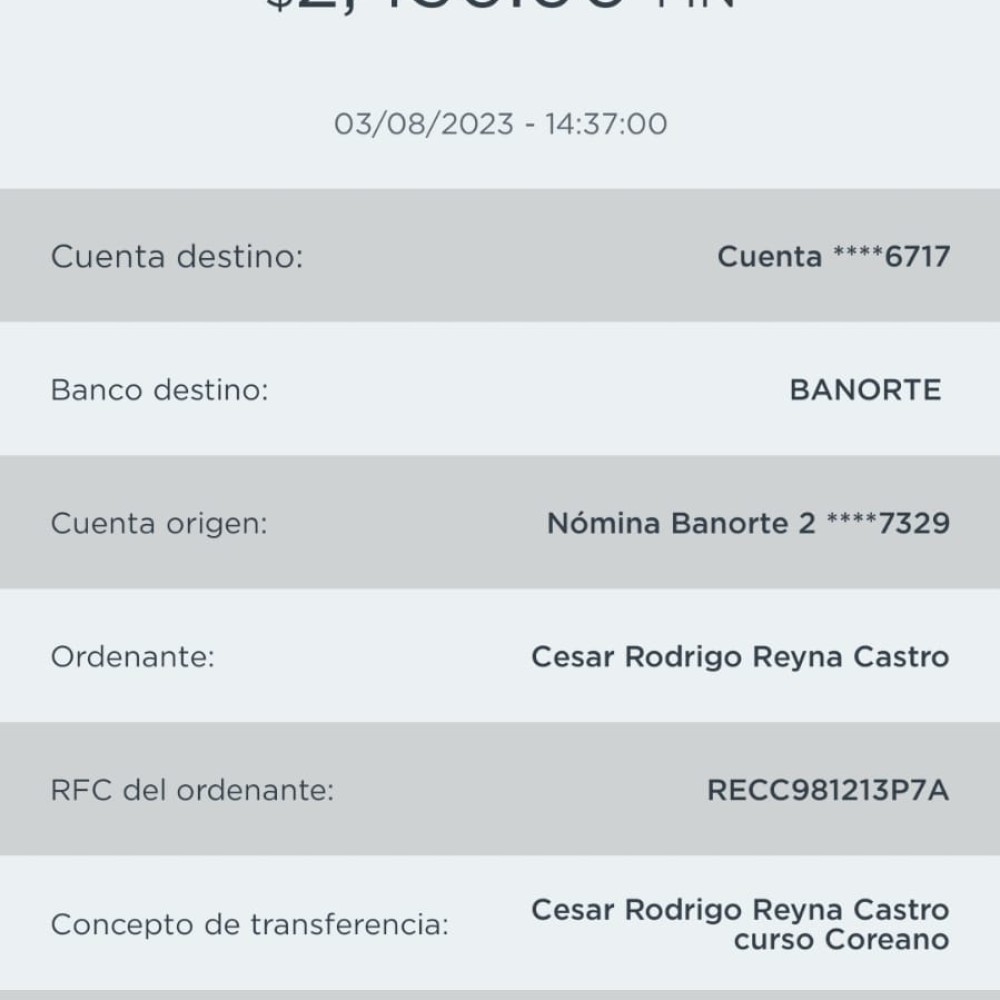 03/08/2023 - 14:37:00
Cuenta destino:
Cuenta ****6717
Banco destino:
BANORTE
Cuenta origen:
Nómina Banorte 2 ****7329
Ordenante:
Cesar Rodrigo Reyna Castro
RFC del ordenante:
RECC981213P7A
Concepto de transferencia:
Cesar Rodrigo Reyna Castro
curso Coreano